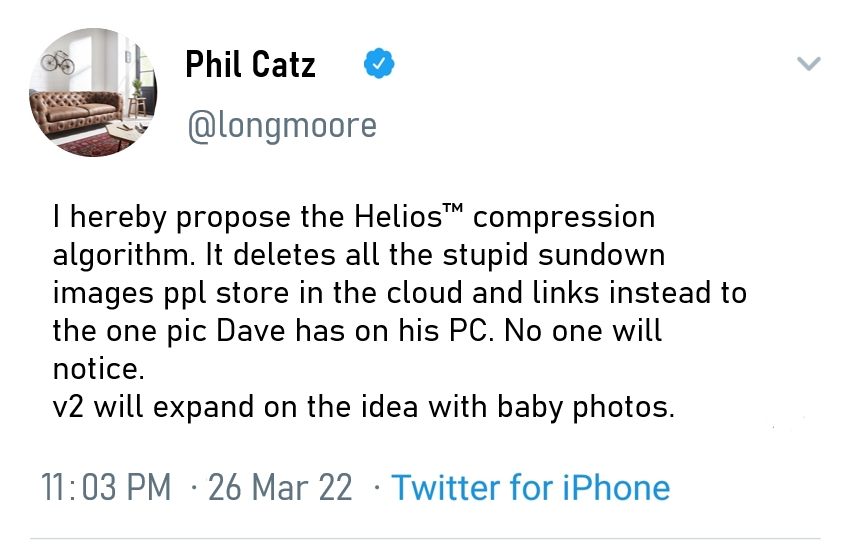 Phil Catz
@longmoore
I hereby propose the Helios™ compression
algorithm. It deletes all the stupid sundown
images ppl store in the cloud and links instead to
the one pic Dave has on his PC. No one will
notice.
v2 will expand on the idea with baby photos.
11:03 PM · 26 Mar 22 · Twitter for iPhone